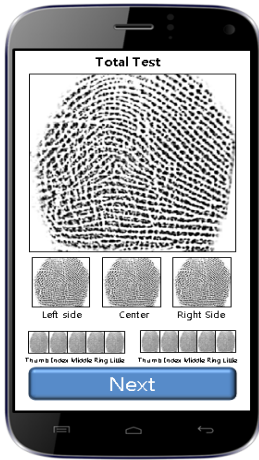 Total Test
Left side Center Right Side
Thumb Index Middle Ring Little Thumb Index Middle Ring Little
Next